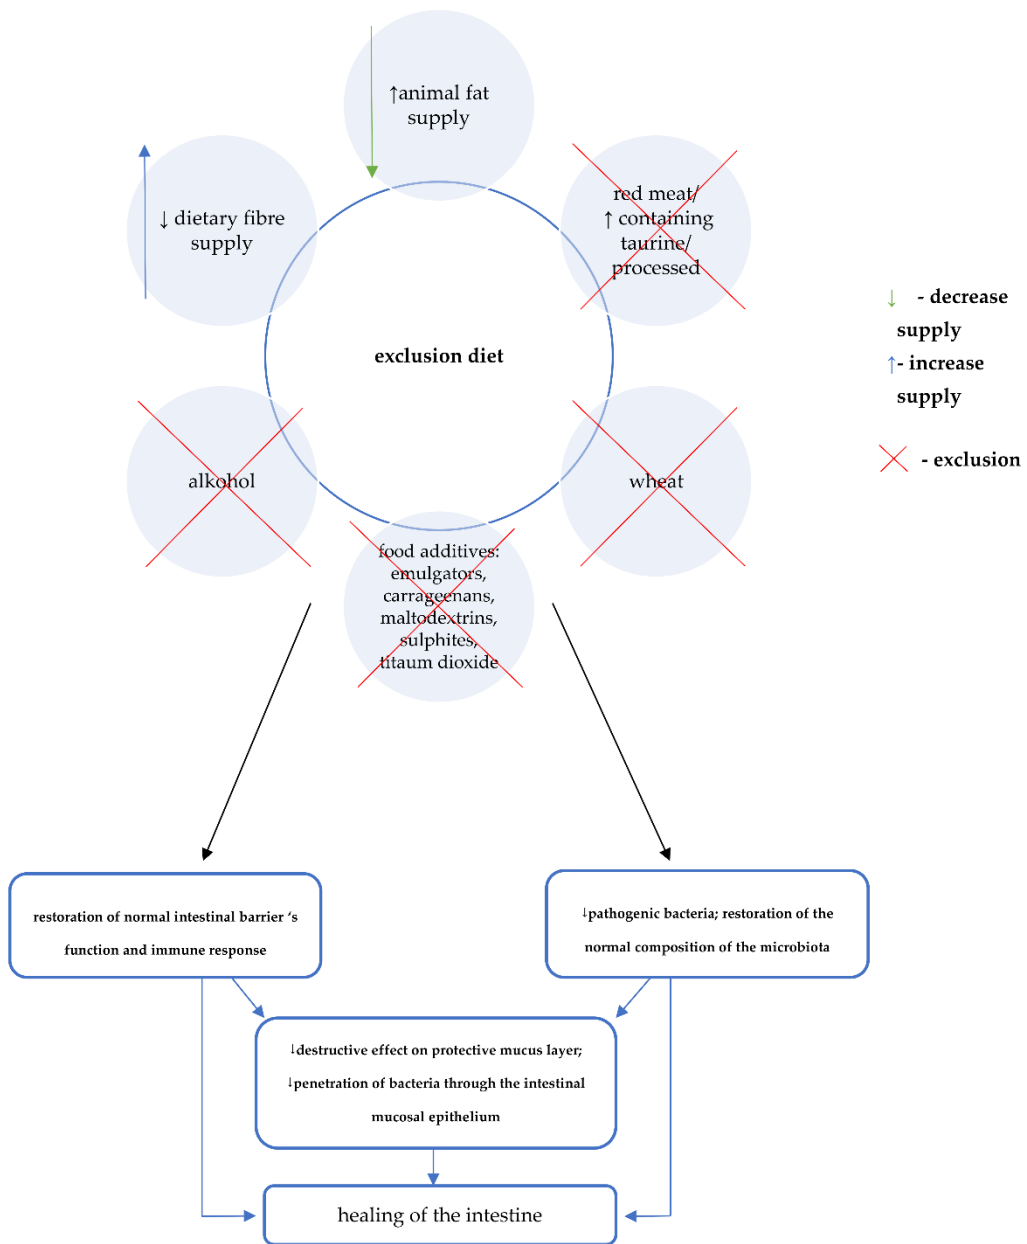 ↑animal fat
supply
↓ dietary fibre
supply
red meat/
↑ containing
taurine/
processed
exclusion diet
alkohol
wheat
food additives:
emulgators,
carrageenans,
maltodextrins,
sulphites,
titaum dioxide
↓ - decrease
supply
↑- increase
supply
- exclusion
restoration of normal intestinal barrier ‘s
function and immune response
↓pathogenic bacteria; restoration of the
normal composition of the microbiota
↓destructive effect on protective mucus layer;
↓penetration of bacteria through the intestinal
mucosal epithelium
healing of the intestine